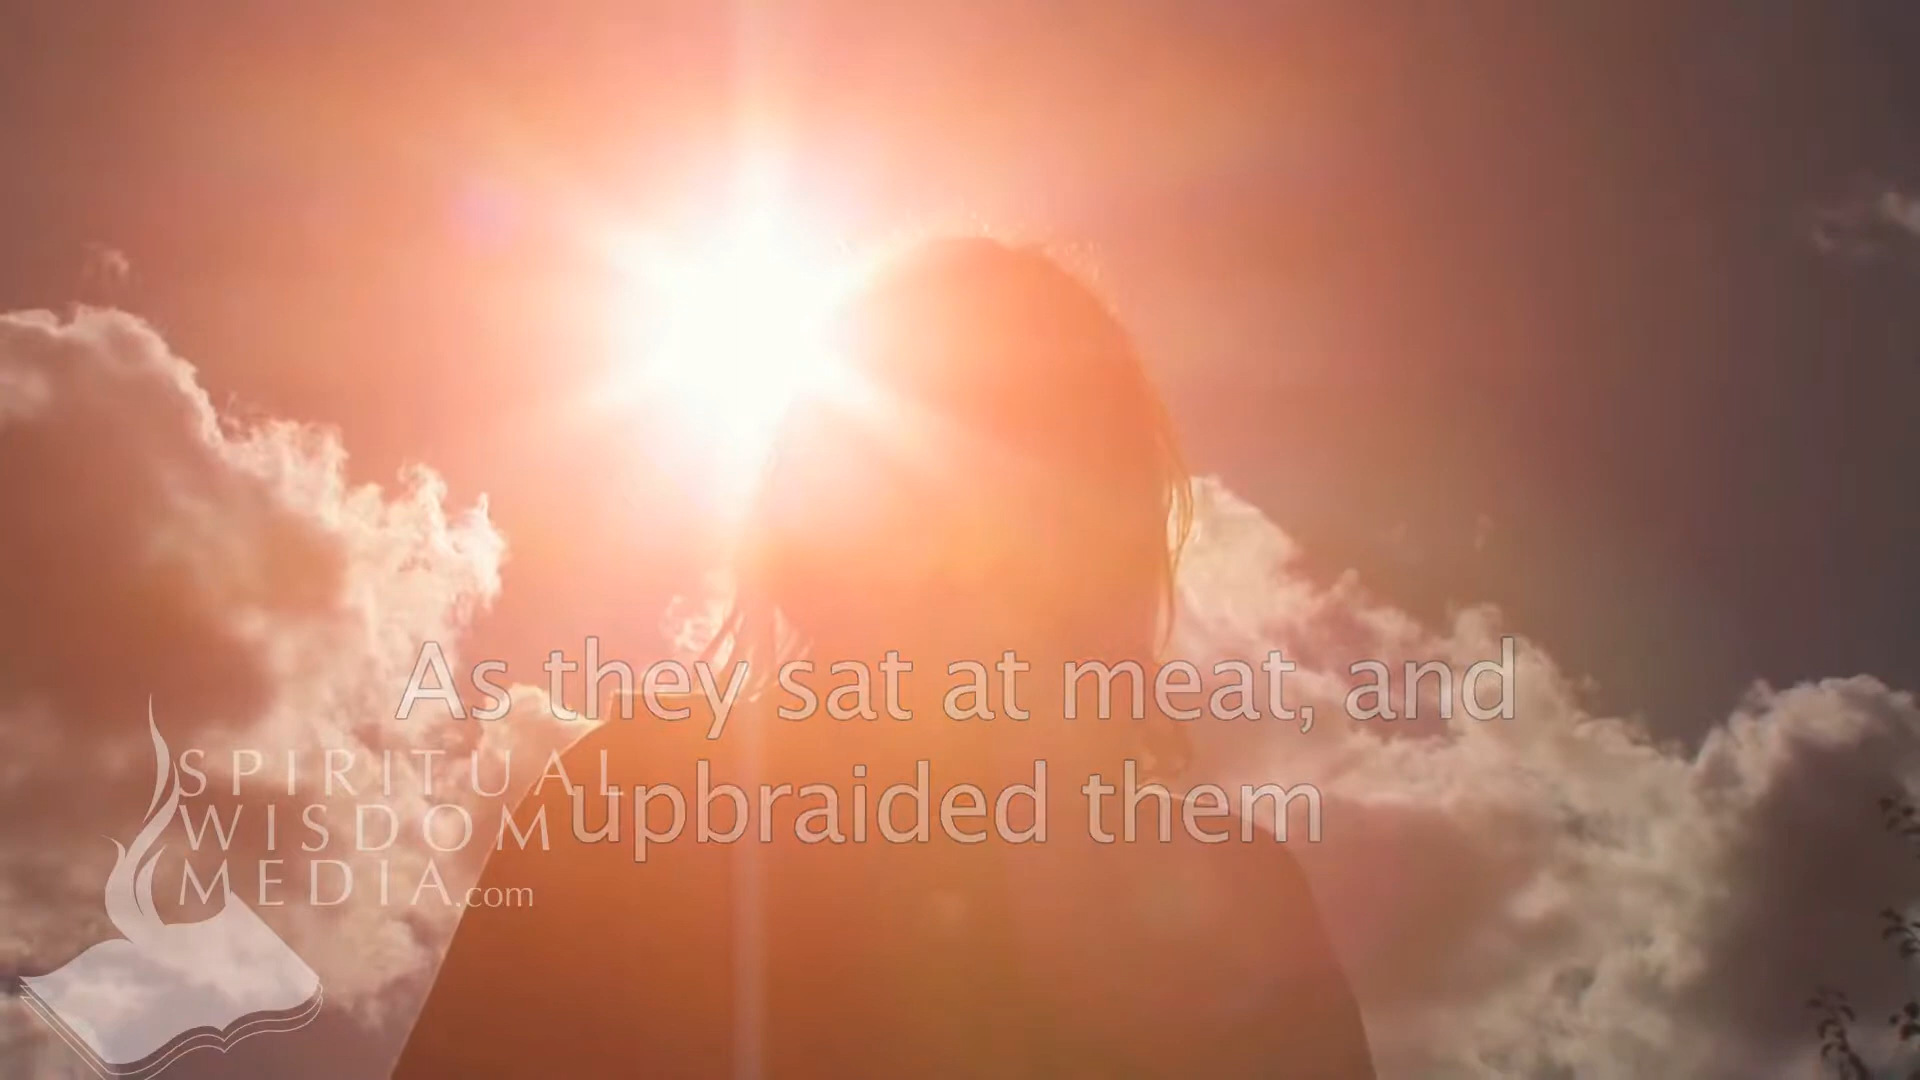 As they sat at meat, and
upbraided them
SPIRITUAL
WISDOM
MEDIA.com